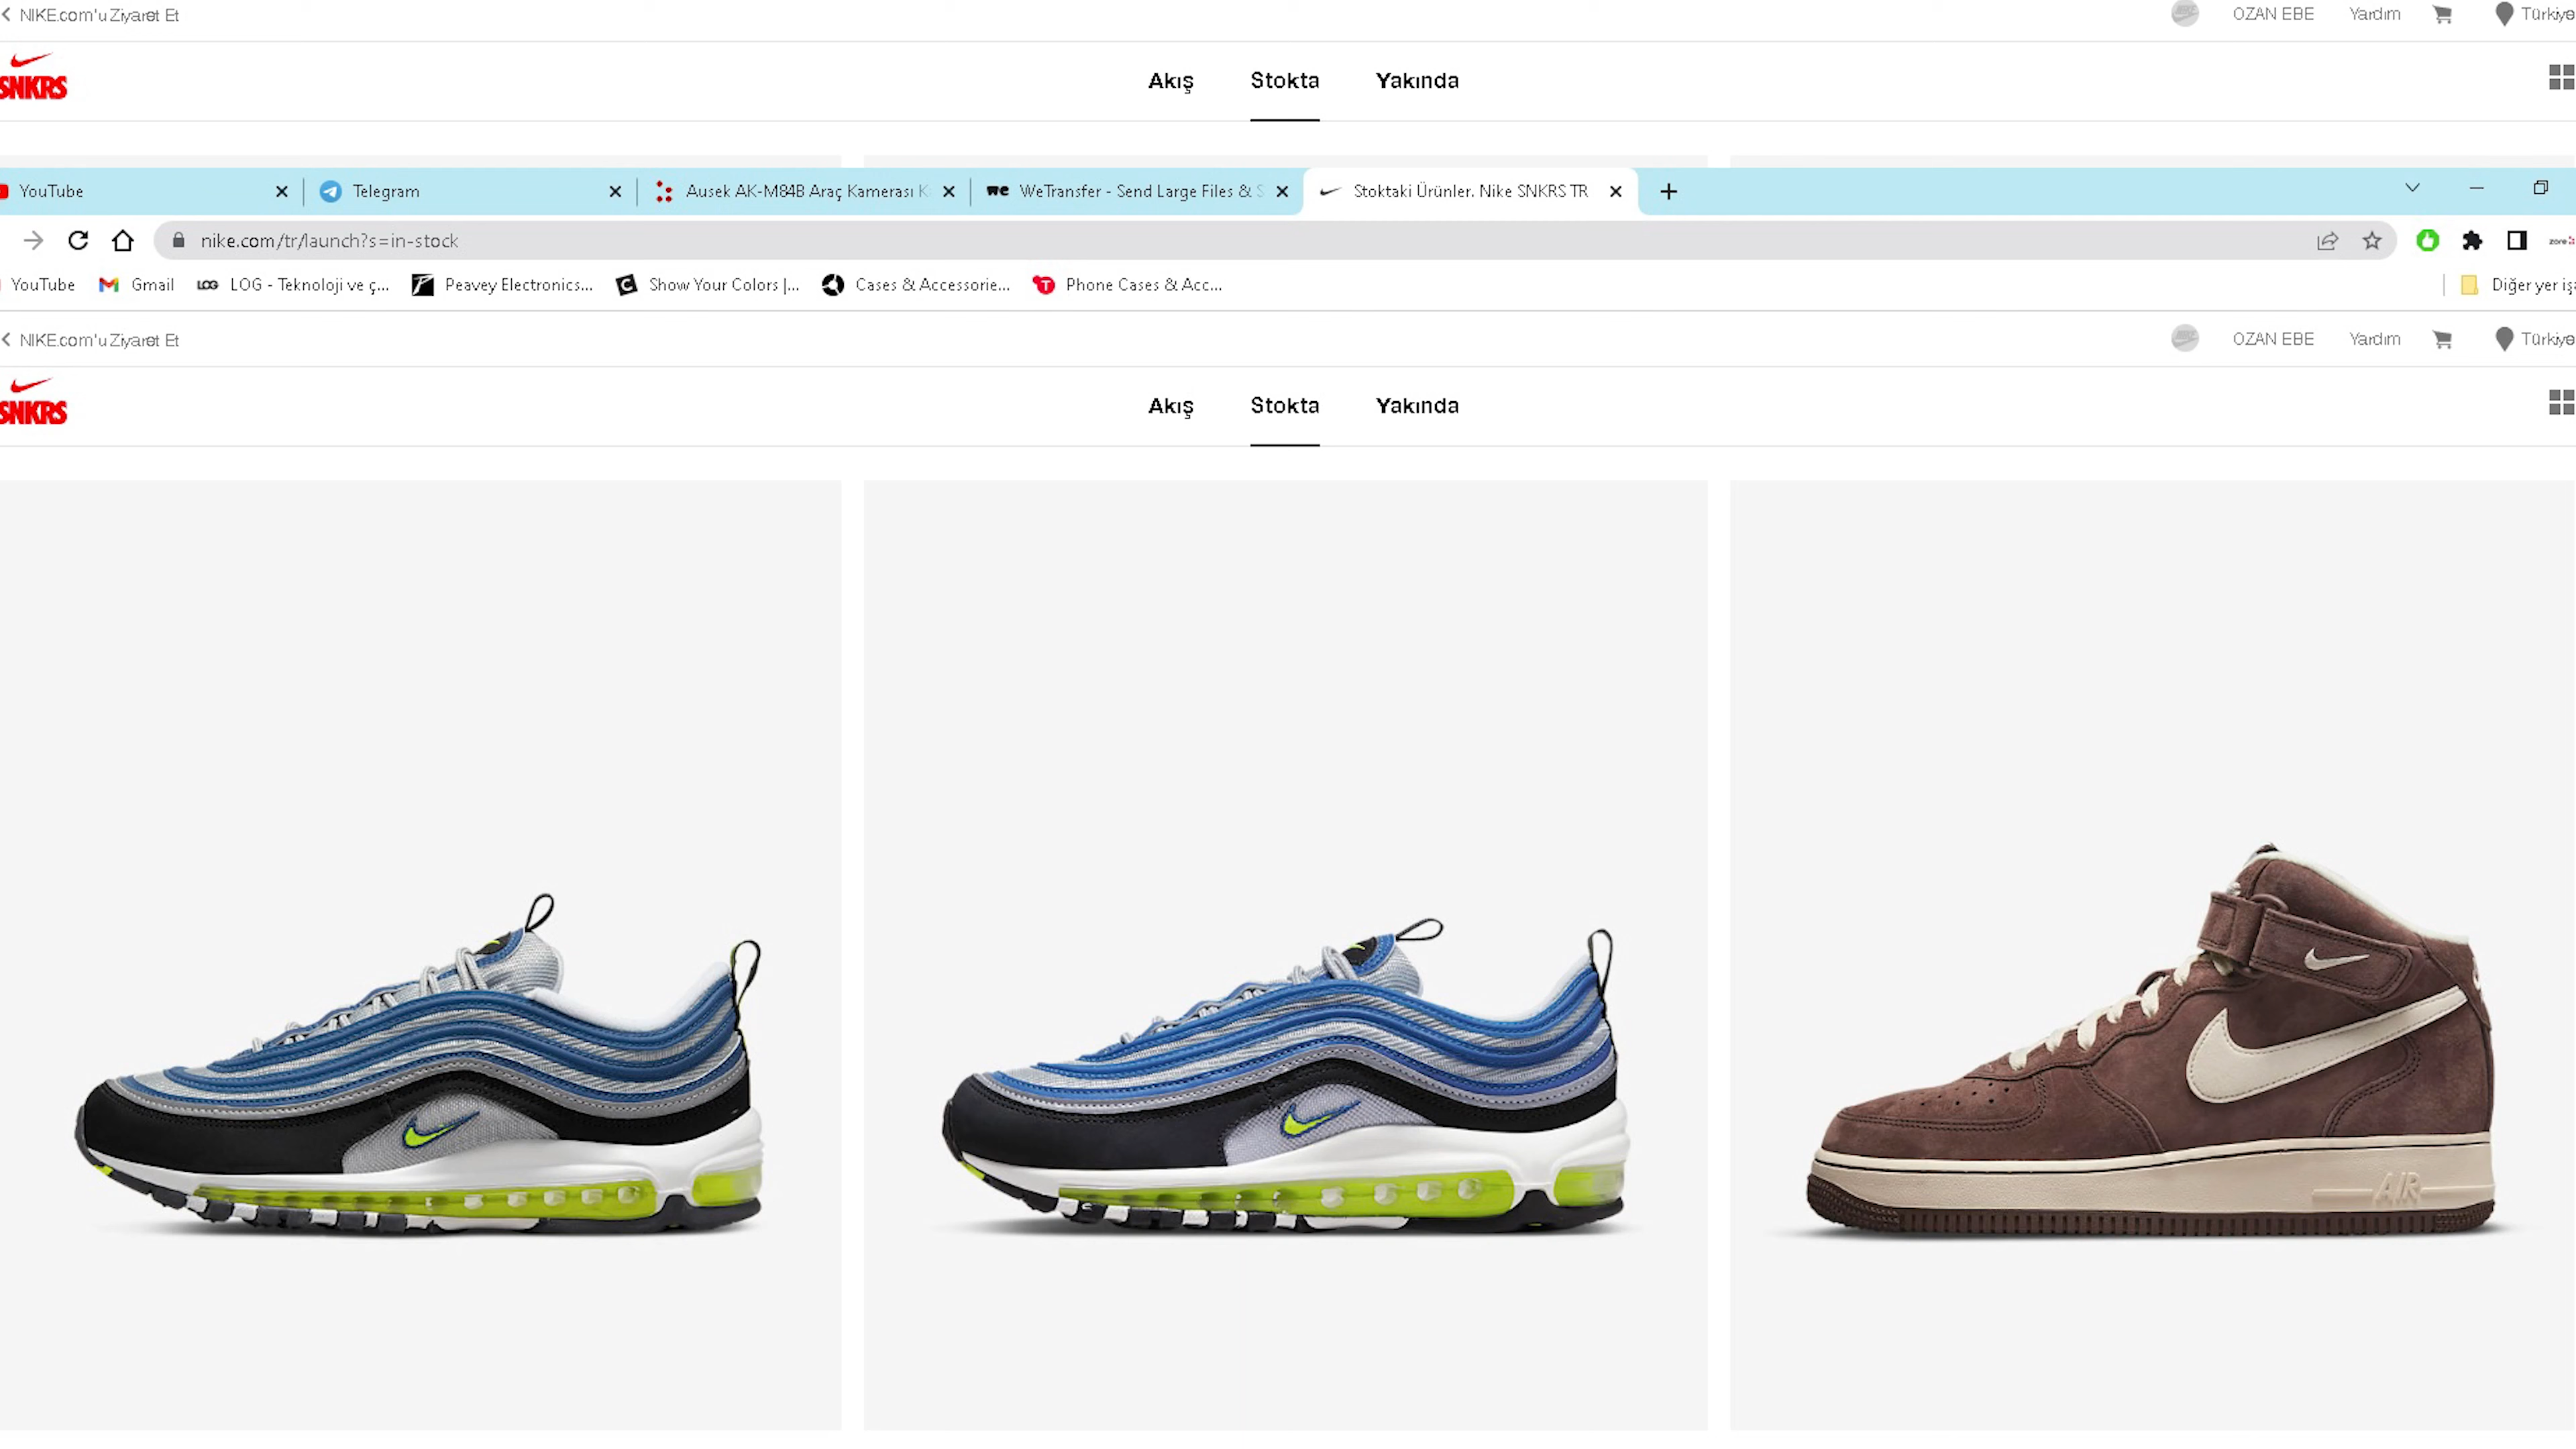 NIKE.com'u Ziyaret Et OZAN EBE Yardım Türkiye
SNKRS Akış Stokta Yakında
YouTube Telegram Ausek AK-M84B Araç Kamerası K WeTransfer - Send Large Files & S Stoktaki Ürünler. Nike SNKRS TR
nike.com/tr/launch?s=in-stock zore
YouTube Gmail LOG LOG - Teknoloji ve ç... Peavey Electronics... Show Your Colors |... Cases & Accessorie... Phone Cases & Acc... Diğer yer işa
NIKE.com'u Ziyaret Et OZAN EBE Yardım Türkiye
SNKRS Akış Stokta Yakında
AIR